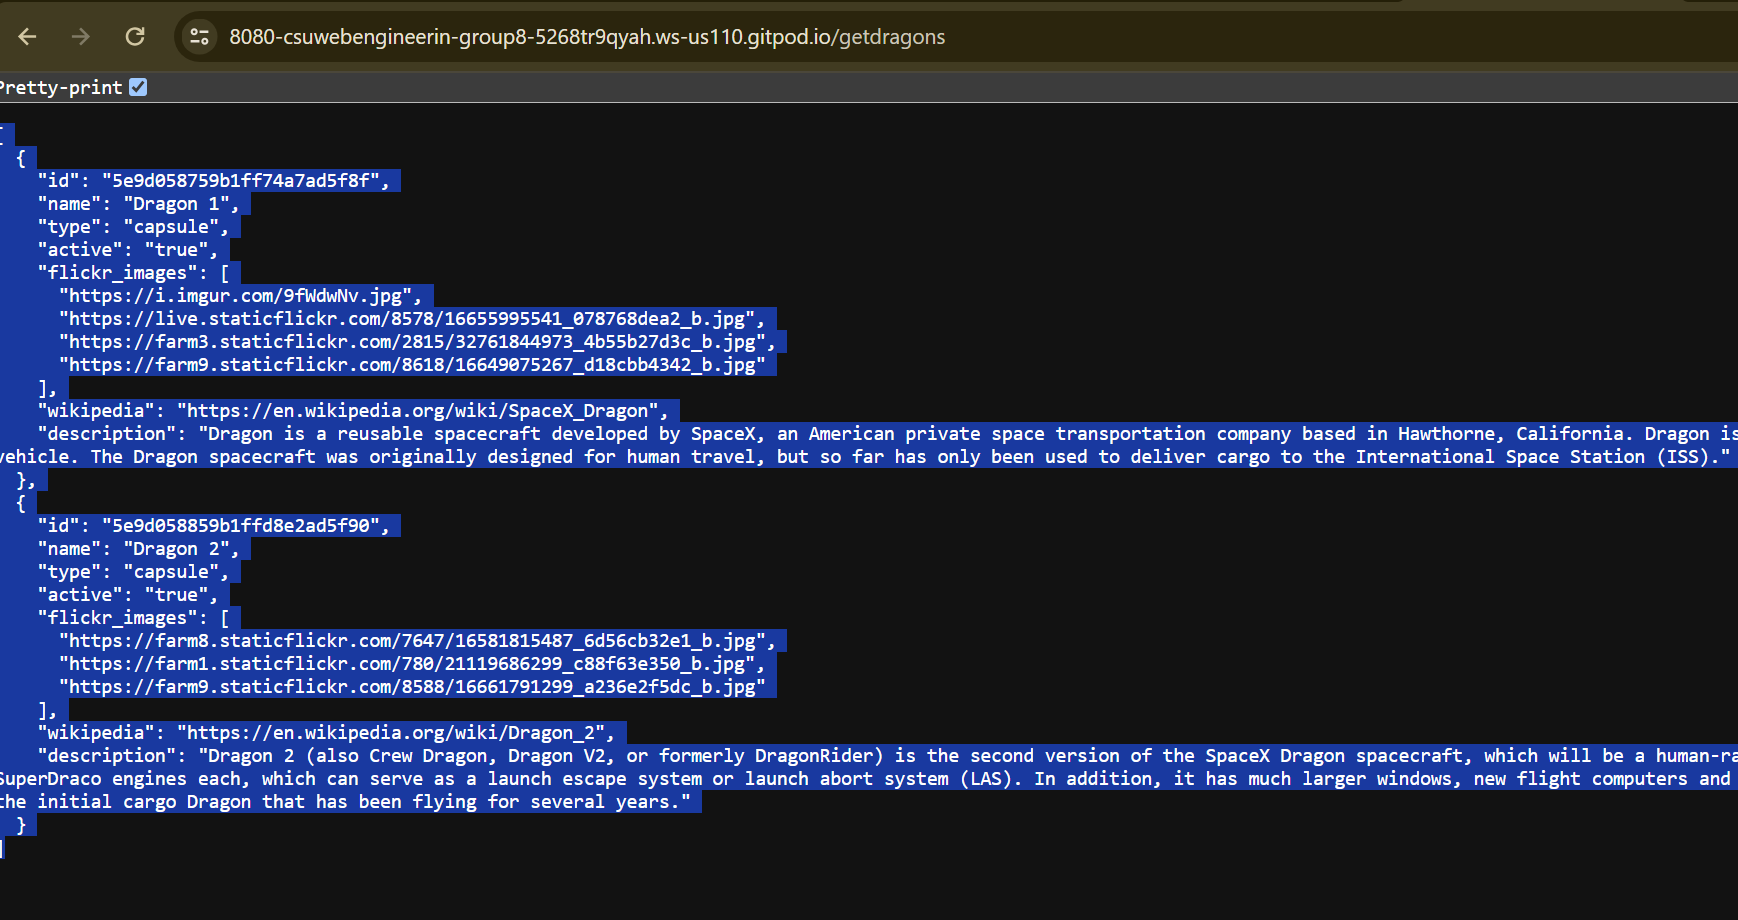 8080-csuwebengineerin-group8-5268tr9qyah.ws-us110.gitpod.io/getdragons
Pretty-print
[
{
"id": "5e9d058759b1ff74a7ad5f8f",
"name": "Dragon 1",
"type": "capsule",
"active": "true",
"flickr_images": [
"https://i.imgur.com/9fWdwNv.jpg",
"https://live.staticflickr.com/8578/16655995541_078768dea2_b.jpg",
"https://farm3.staticflickr.com/2815/32761844973_4b55b27d3c_b.jpg",
"https://farm9.staticflickr.com/8618/16649075267_d18cbb4342_b.jpg"
],
"wikipedia": "https://en.wikipedia.org/wiki/SpaceX_Dragon",
"description": "Dragon is a reusable spacecraft developed by SpaceX, an American private space transportation company based in Hawthorne, California. Dragon is
vehicle. The Dragon spacecraft was originally designed for human travel, but so far has only been used to deliver cargo to the International Space Station (ISS)."
},
{
"id": "5e9d058859b1ffd8e2ad5f90",
"name": "Dragon 2",
"type": "capsule",
"active": "true",
"flickr_images": [
"https://farm8.staticflickr.com/7647/16581815487_6d56cb32e1_b.jpg",
"https://farm1.staticflickr.com/780/21119686299_c88f63e350_b.jpg",
"https://farm9.staticflickr.com/8588/16661791299_a236e2f5dc_b.jpg"
],
"wikipedia": "https://en.wikipedia.org/wiki/Dragon_2",
"description": "Dragon 2 (also Crew Dragon, Dragon V2, or formerly DragonRider) is the second version of the SpaceX Dragon spacecraft, which will be a human-ra
SuperDraco engines each, which can serve as a launch escape system or launch abort system (LAS). In addition, it has much larger windows, new flight computers and
the initial cargo Dragon that has been flying for several years."
}
]